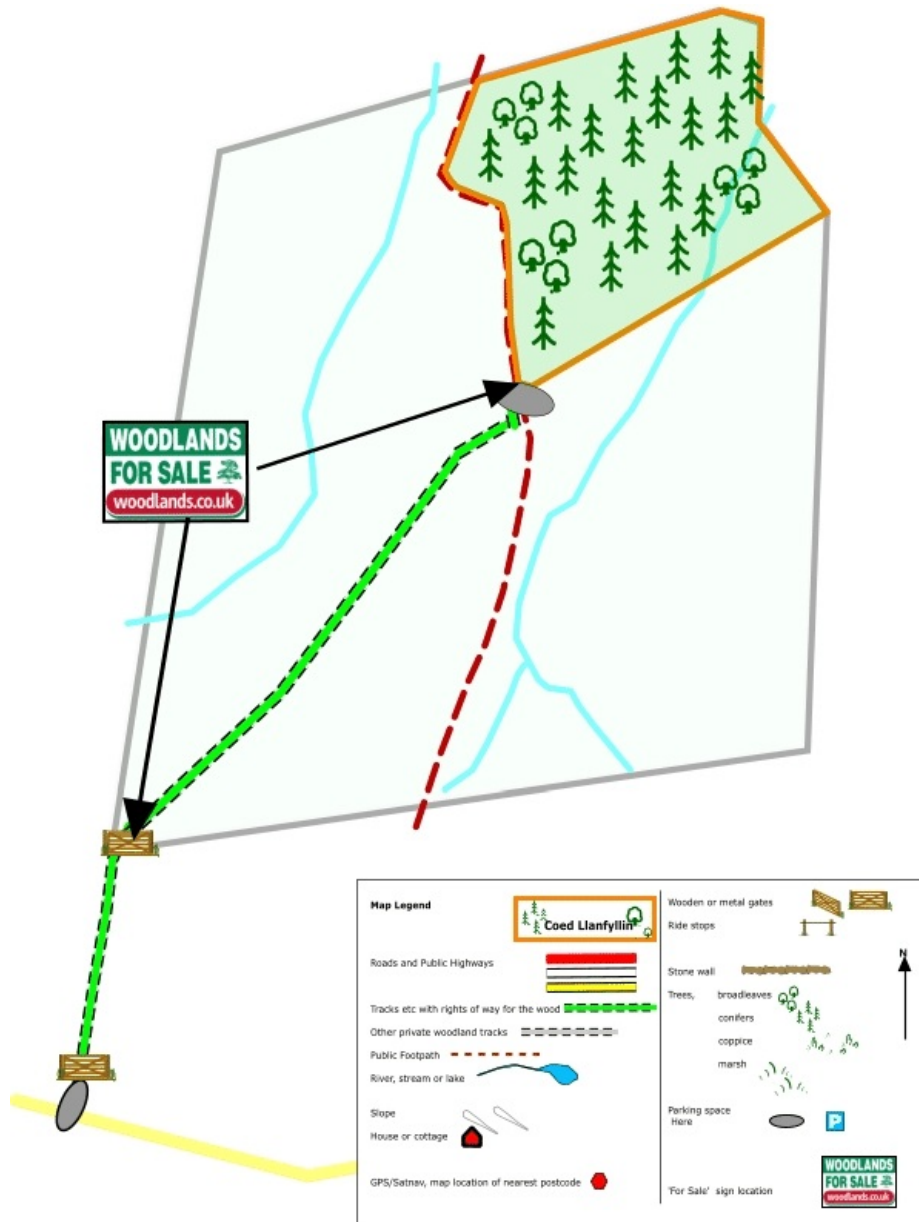 WOODLANDS
FOR SALE
woodlands.co.uk
Map Legend
Coed Llanfyllin
Roads and Public Highways
Tracks etc with rights of way for the wood
Other private woodland tracks
Public Footpath
River, stream or lake
Slope
House or cottage
GPS/Satnav, map location of nearest postcode
Wooden or metal gates
Ride stops
N
Stone wall
Trees, broadleaves
conifers
coppice
marsh
Parking space
Here
P
'For Sale' sign location
WOODLANDS
FOR SALE
woodlands.co.uk